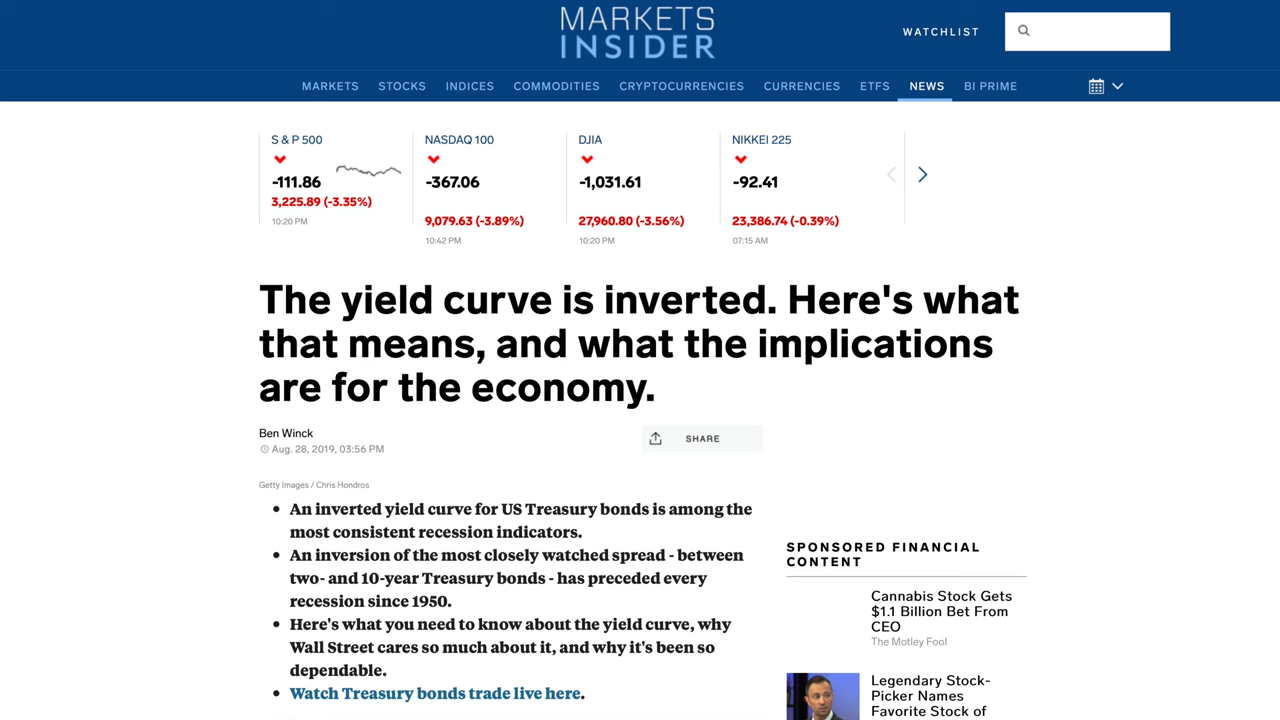 MARKETS
INSIDER
WATCHLIST
MARKETS STOCKS INDICES COMMODITIES CRYPTOCURRENCIES CURRENCIES ETFS NEWS BI PRIME
S & P 500
-111.86
3,225.89 (-3.35%)
10:20 PM
NASDAQ 100
-367.06
9,079.63 (-3.89%)
10:42 PM
DJIA
-1,031.61
27,960.80 (-3.56%)
10:20 PM
NIKKEI 225
-92.41
23,386.74 (-0.39%)
07:15 AM
The yield curve is inverted. Here's what
that means, and what the implications
are for the economy.
Ben Winck
Aug. 28, 2019, 03:56 PM
SHARE
Getty Images / Chris Hondros
• An inverted yield curve for US Treasury bonds is among the
most consistent recession indicators.
• An inversion of the most closely watched spread - between
two- and 10-year Treasury bonds - has preceded every
recession since 1950.
• Here's what you need to know about the yield curve, why
Wall Street cares so much about it, and why it's been so
dependable.
• Watch Treasury bonds trade live here.
SPONSORED FINANCIAL
CONTENT
Cannabis Stock Gets
$1.1 Billion Bet From
CEO
The Motley Fool
Legendary Stock-
Picker Names
Favorite Stock of